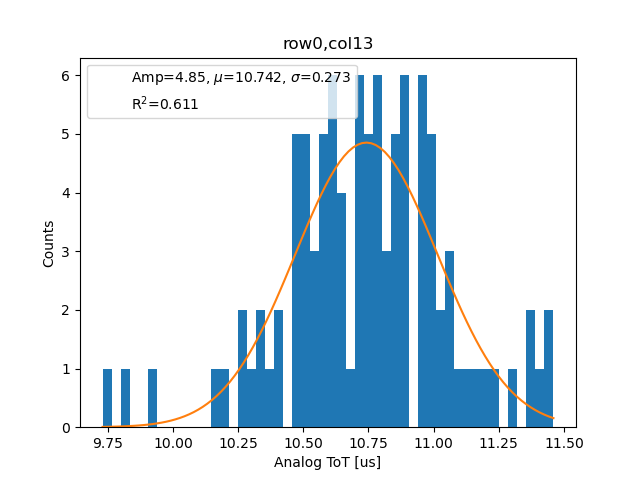 row0,col13
Amp=4.85, μ=10.742, σ=0.273
R²=0.611
6
5
4
3
2
1
0
Counts
9.75 10.00 10.25 10.50 10.75 11.00 11.25 11.50
Analog ToT [us]